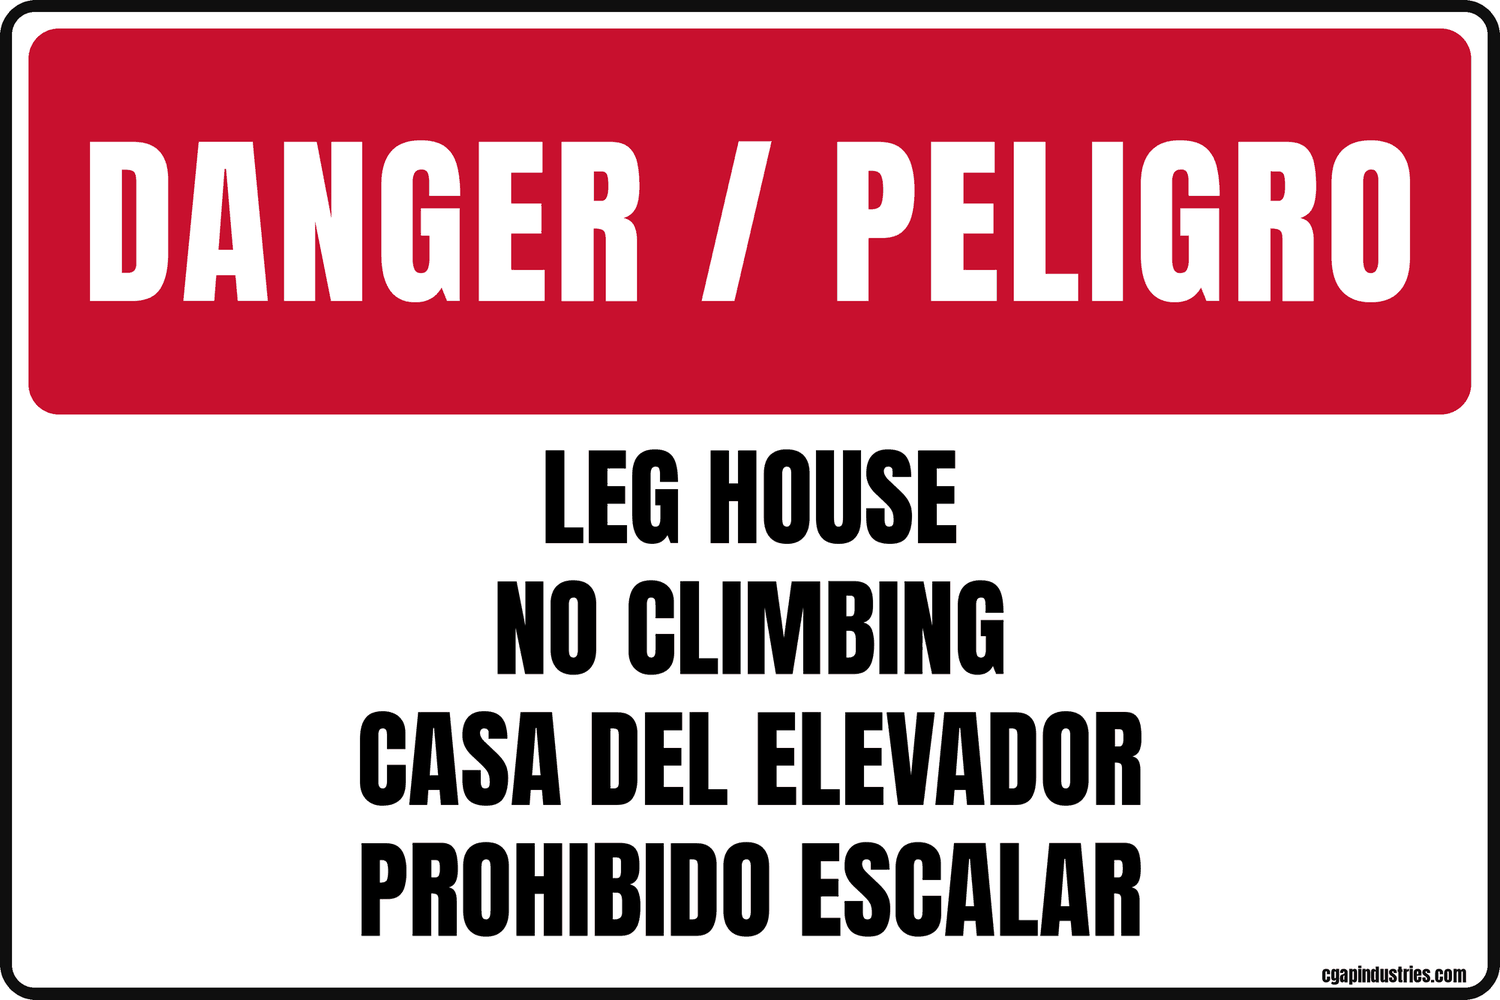 DANGER / PELIGRO
LEG HOUSE
NO CLIMBING
CASA DEL ELEVADOR
PROHIBIDO ESCALAR
cgapindustries.com